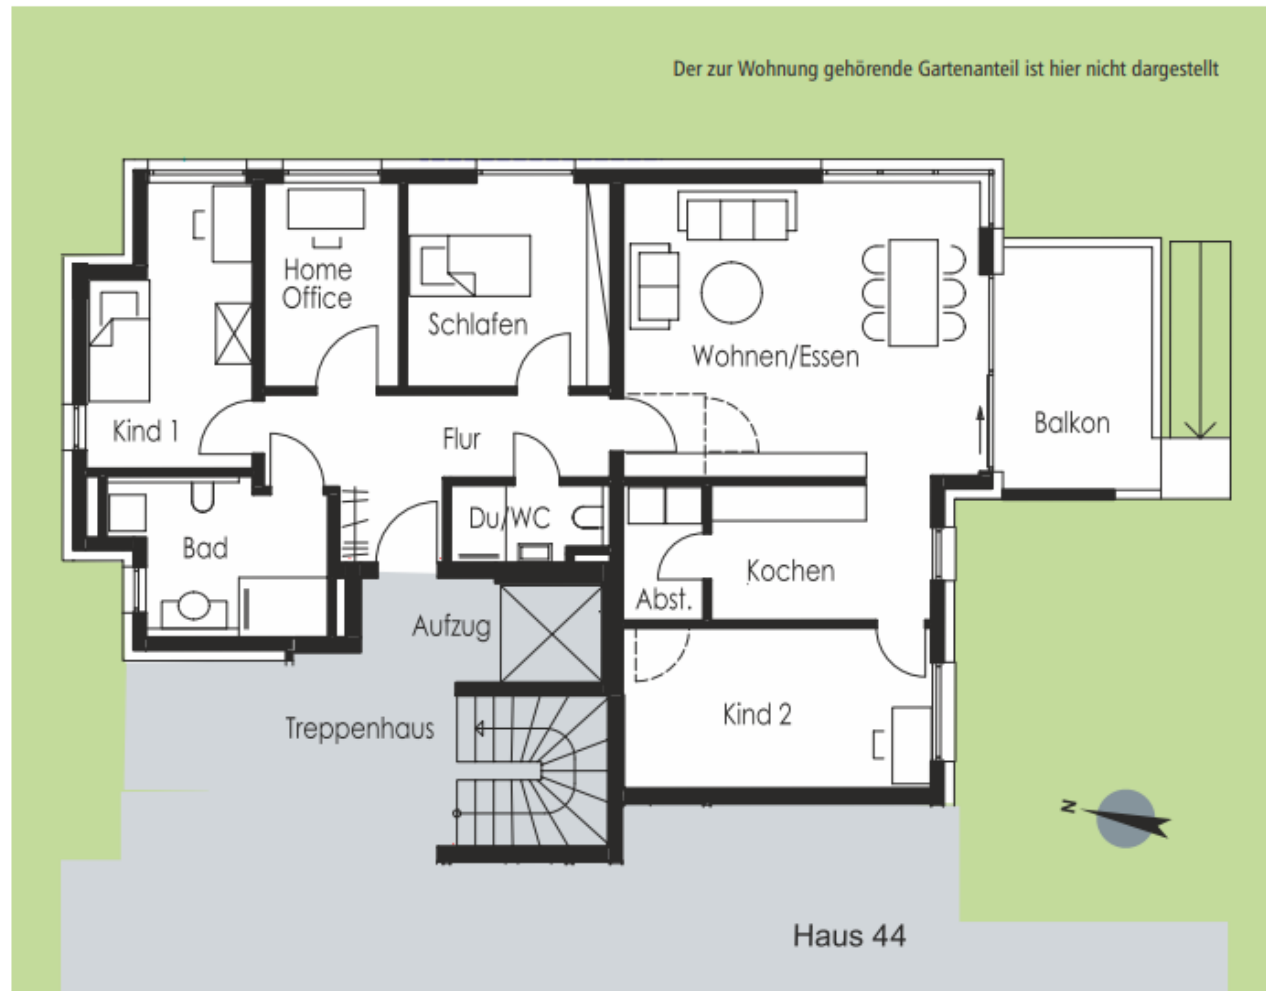 Der zur Wohnung gehörende Gartenanteil ist hier nicht dargestellt
Home
Office
Schlafen
Wohnen/Essen
Kind 1
Flur
Balkon
Du/WC
Bad
Kochen
Abst.
Aufzug
Kind 2
Treppenhaus
N
Haus 44